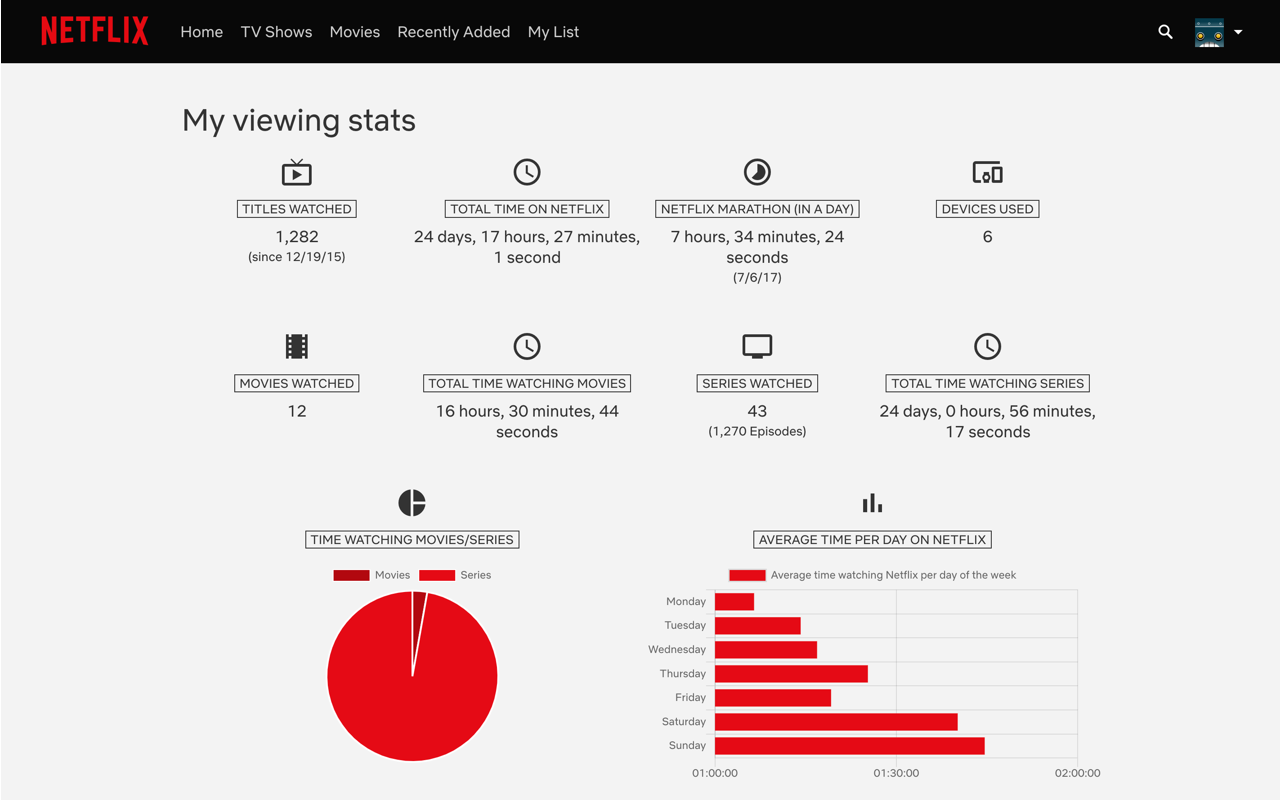 NETFLIX Home TV Shows Movies Recently Added My List
My viewing stats
TITLES WATCHED
1,282
(since 12/19/15)
TOTAL TIME ON NETFLIX
24 days, 17 hours, 27 minutes,
1 second
NETFLIX MARATHON (IN A DAY)
7 hours, 34 minutes, 24
seconds
(7/6/17)
DEVICES USED
6
MOVIES WATCHED
12
TOTAL TIME WATCHING MOVIES
16 hours, 30 minutes, 44
seconds
SERIES WATCHED
43
(1,270 Episodes)
TOTAL TIME WATCHING SERIES
24 days, 0 hours, 56 minutes,
17 seconds
TIME WATCHING MOVIES/SERIES
Movies Series
AVERAGE TIME PER DAY ON NETFLIX
Average time watching Netflix per day of the week
Monday
Tuesday
Wednesday
Thursday
Friday
Saturday
Sunday
01:00:00 01:30:00 02:00:00